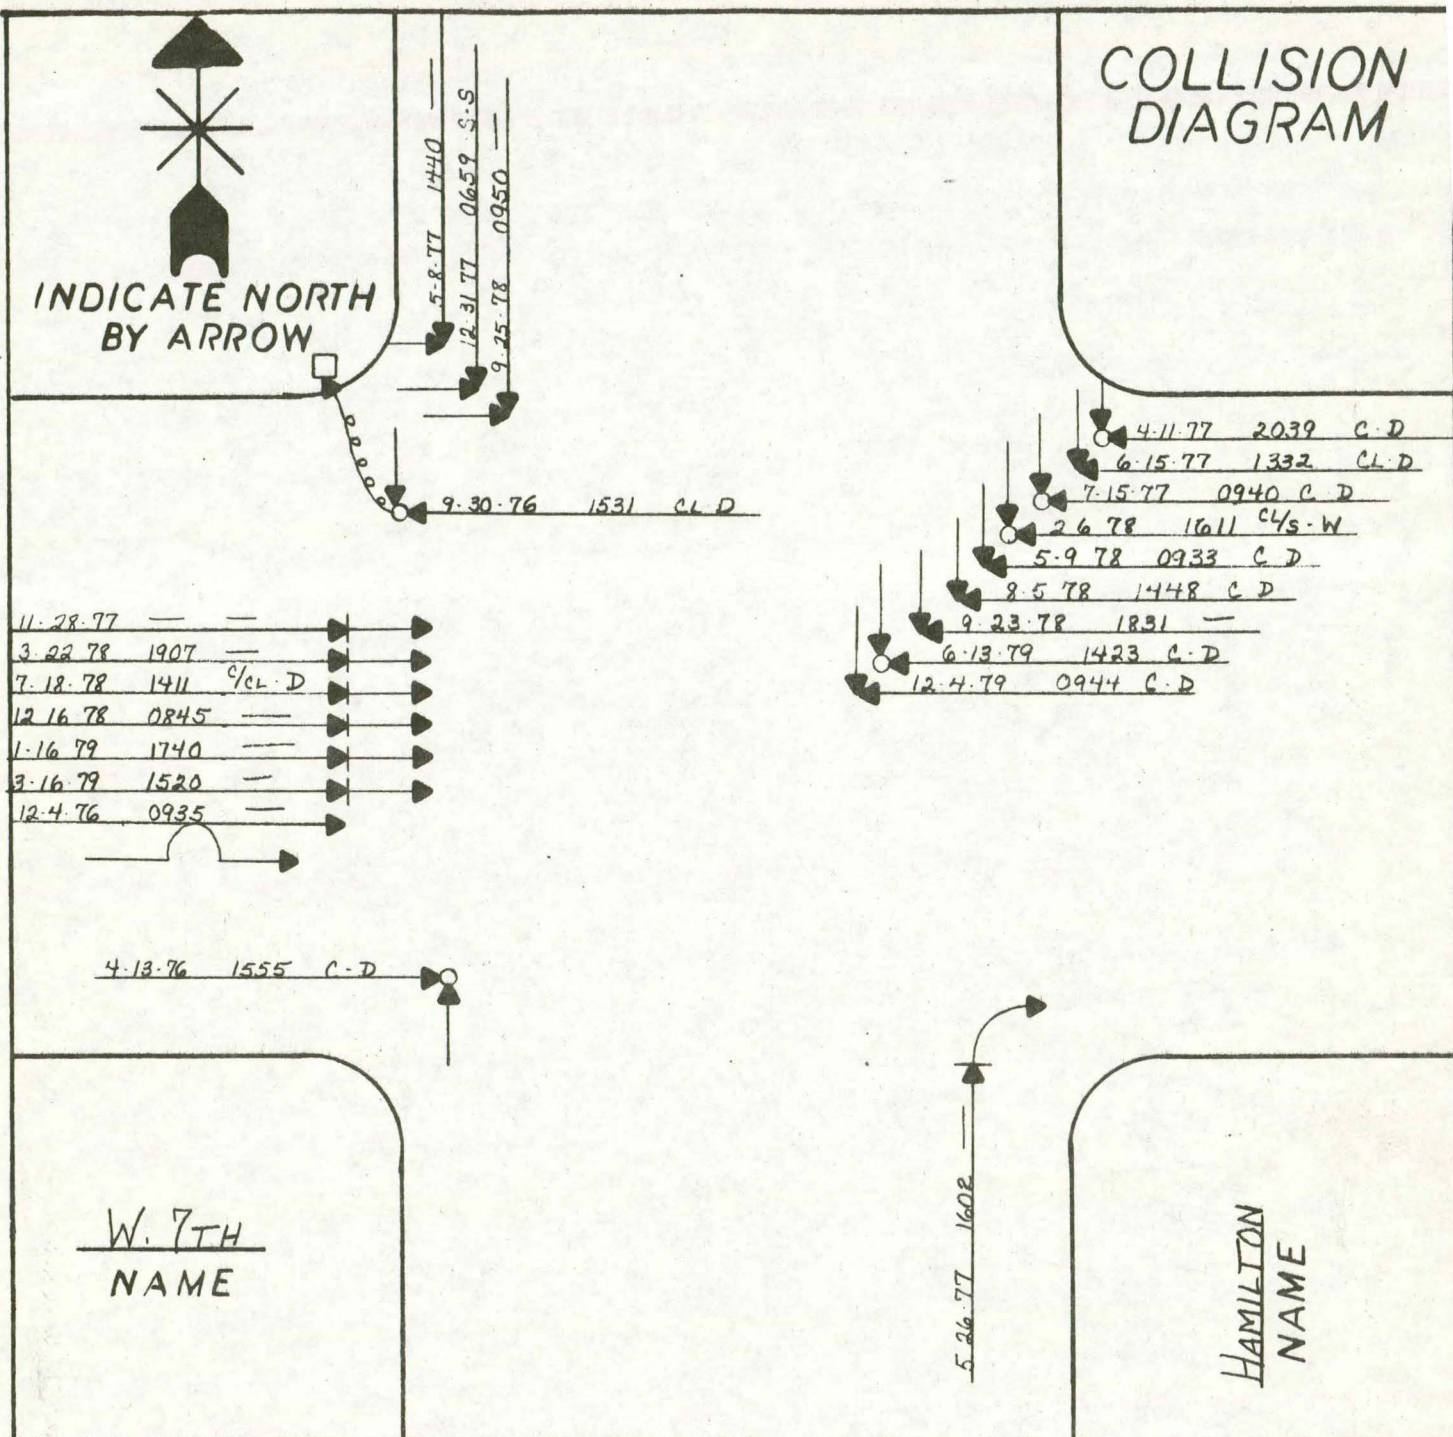 COLLISION
DIAGRAM
INDICATE NORTH
BY ARROW
5-8-77 1440 —
12 31 77 0659 S-S
9-25-78 0950 —
9-30-76 1531 CL D
4-11-77 2039 C-D
6-15-77 1332 CL-D
7-15-77 0940 C D
2 6 78 1611 CL/S-W
5-9 78 0933 C D
8-5 78 1448 C D
9-23-78 1831 —
6-13-79 1423 C-D
12-4-79 0944 C-D
11-28-77 — —
3-22 78 1907 —
7-18-78 1411 C/CL-D
12 16 78 0845 —
1-16 79 1740 —
3-16-79 1520 —
12-4-76 0935 —
4-13-76 1555 C-D
5 26-77 1602 —
W. 7TH
NAME
HAMILTON
NAME